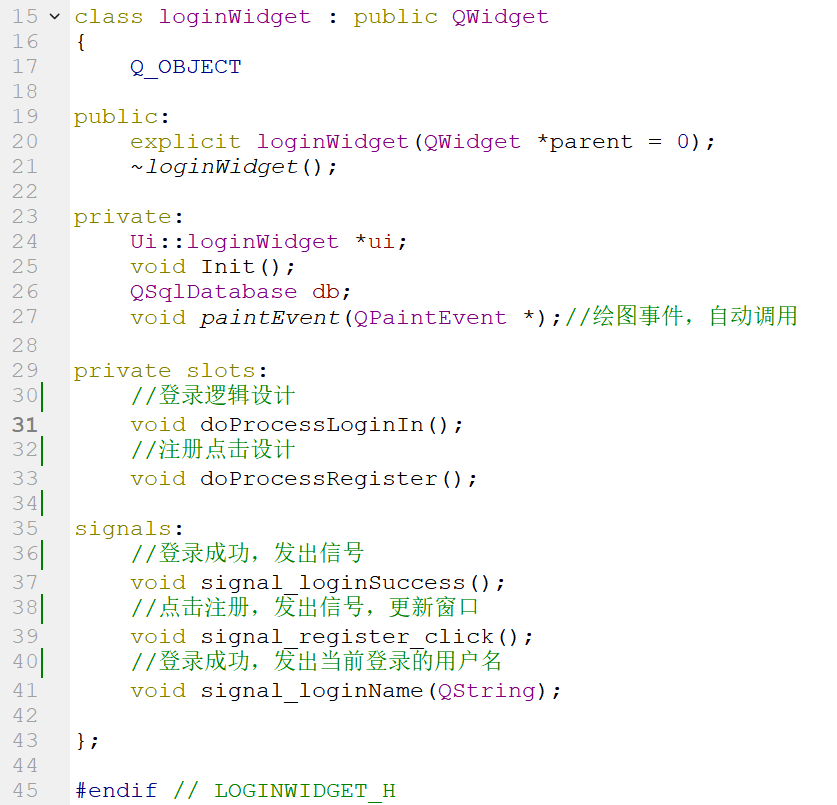 15 class loginWidget : public QWidget
16 {
17     Q_OBJECT
18
19 public:
20     explicit loginWidget(QWidget *parent = 0);
21     ~loginWidget();
22
23 private:
24     Ui::loginWidget *ui;
25     void Init();
26     QSqlDatabase db;
27     void paintEvent(QPaintEvent *);//绘图事件，自动调用
28
29 private slots:
30     //登录逻辑设计
31     void doProcessLoginIn();
32     //注册点击设计
33     void doProcessRegister();
34
35 signals:
36     //登录成功，发出信号
37     void signal_loginSuccess();
38     //点击注册，发出信号，更新窗口
39     void signal_register_click();
40     //登录成功，发出当前登录的用户名
41     void signal_loginName(QString);
42
43 };
44
45 #endif // LOGINWIDGET_H